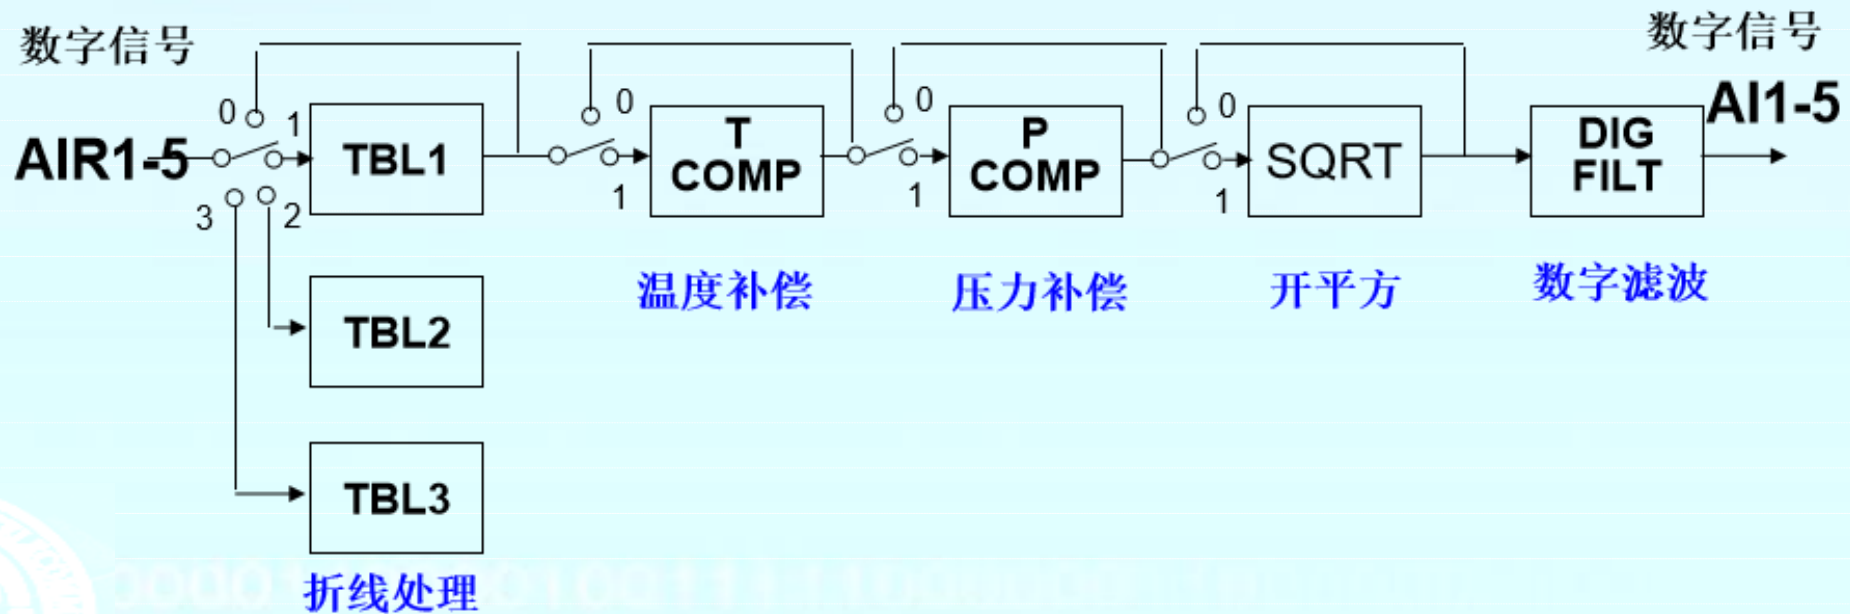 数字信号
数字信号
AIR1-5
0
1
3
2
TBL1
0
1
T
COMP
0
1
P
COMP
0
1
SQRT
DIG
FILT
AI1-5
温度补偿
压力补偿
开平方
数字滤波
TBL2
TBL3
折线处理